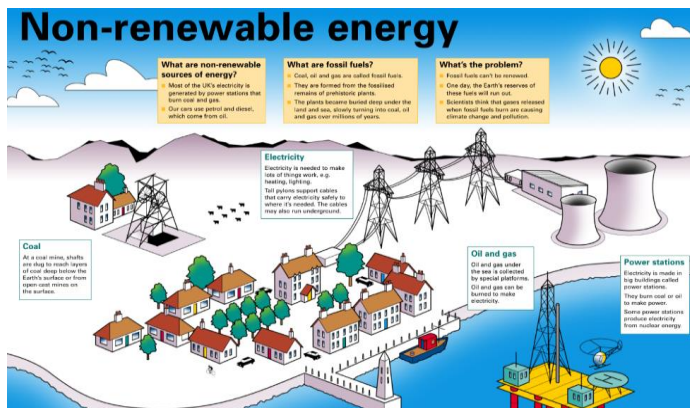 Non-renewable energy
What are non-renewable
sources of energy?
Most of the UK's electricity is
generated by power stations that
burn coal and gas.
Our cars use petrol and diesel,
which come from oil.
What are fossil fuels?
Coal, oil and gas are called fossil fuels.
They are formed from the fossilised
remains of prehistoric plants.
The plants became buried deep under the
land and sea, slowly turning into coal, oil
and gas over millions of years.
What's the problem?
Fossil fuels can't be renewed.
One day, the Earth's reserves of
these fuels will run out.
Scientists think that gases released
when fossil fuels burn are causing
climate change and pollution.
Electricity
Electricity is needed to make
lots of things work, e.g.
heating, lighting.
Tall pylons support cables
that carry electricity safely to
where it's needed. The cables
may also run underground.
Coal
At a coal mine, shafts
are dug to reach layers
of coal deep below the
Earth's surface or from
open cast mines on
the surface.
Oil and gas
Oil and gas under
the sea is collected
by special platforms.
Oil and gas can be
burned to make
electricity.
Power stations
Electricity is made in
big buildings called
power stations.
They burn coal or oil
to make power.
Some power stations
produce electricity
from nuclear energy.
H